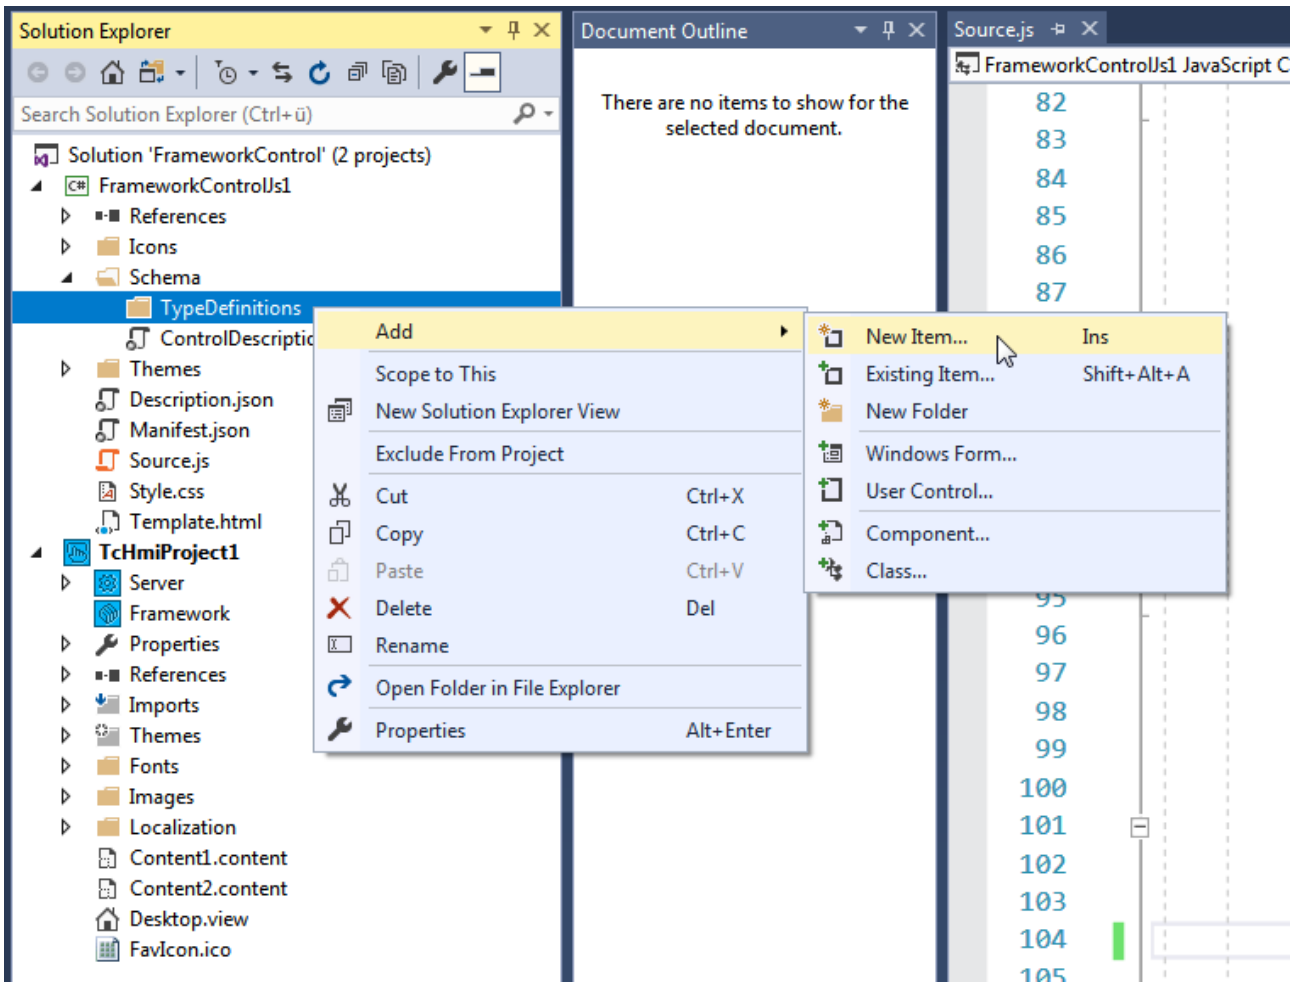 Solution Explorer
Search Solution Explorer (Ctrl+ü)
Solution 'FrameworkControl' (2 projects)
C# FrameworkControlJs1
References
Icons
Schema
TypeDefinitions
ControlDescriptic
Themes
Description.json
Manifest.json
Source.js
Style.css
Template.html
TcHmiProject1
Server
Framework
Properties
References
Imports
Themes
Fonts
Images
Localization
Content1.content
Content2.content
Desktop.view
FavIcon.ico
Document Outline
There are no items to show for the
selected document.
Source.js
FrameworkControlJs1 JavaScript C
82
83
84
85
86
87
95
96
97
98
99
100
101
102
103
104
105
Add
Scope to This
New Solution Explorer View
Exclude From Project
Cut Ctrl+X
Copy Ctrl+C
Paste Ctrl+V
Delete Del
Rename
Open Folder in File Explorer
Properties Alt+Enter
New Item... Ins
Existing Item... Shift+Alt+A
New Folder
Windows Form...
User Control...
Component...
Class...